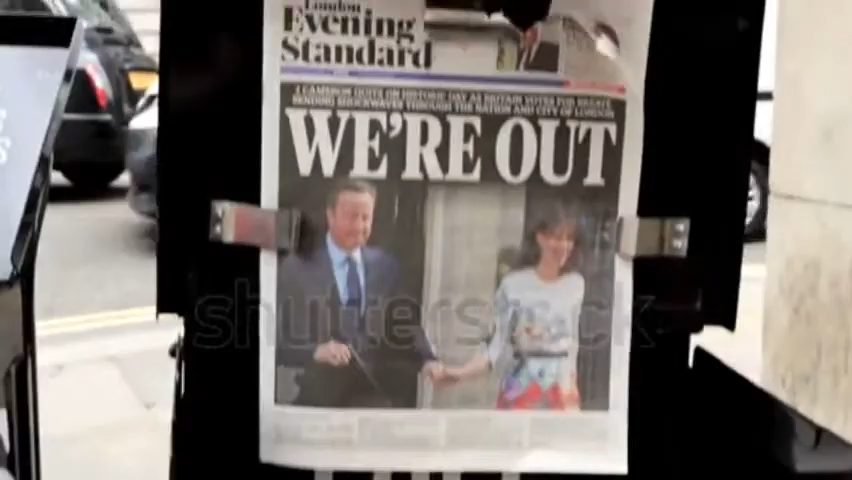 London
Evening
Standard
CAMERON QUITS ON HISTORIC DAY AS BRITAIN VOTES FOR BREXIT
SENDING SHOCKWAVES THROUGH THE NATION AND CITY OF LONDON
WE'RE OUT
shutterstock